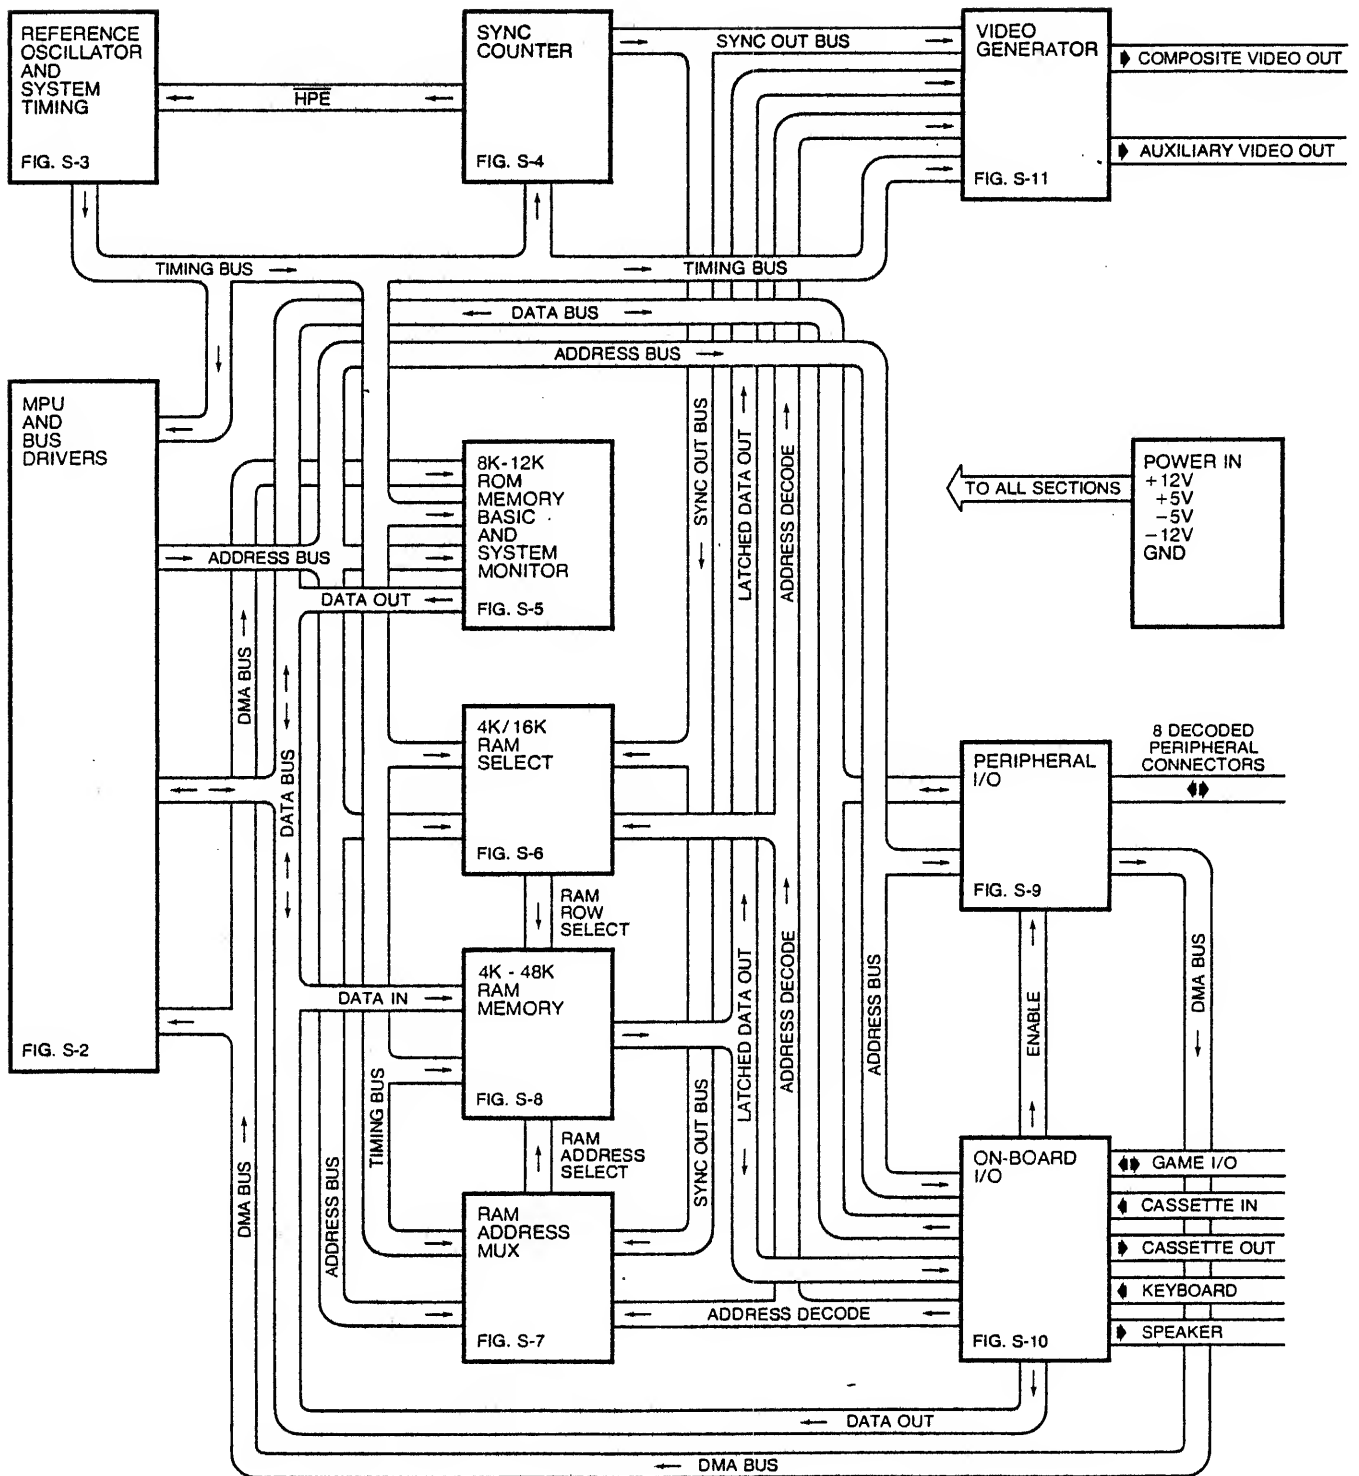 REFERENCE
OSCILLATOR
AND
SYSTEM
TIMING
FIG. S-3
HPE
SYNC
COUNTER
FIG. S-4
SYNC OUT BUS
VIDEO
GENERATOR
FIG. S-11
COMPOSITE VIDEO OUT
AUXILIARY VIDEO OUT
TIMING BUS
TIMING BUS
DATA BUS
ADDRESS BUS
MPU
AND
BUS
DRIVERS
FIG. S-2
8K-12K
ROM
MEMORY
BASIC
AND
SYSTEM
MONITOR
FIG. S-5
ADDRESS BUS
DATA OUT
SYNC OUT BUS
LATCHED DATA OUT
ADDRESS DECODE
TO ALL SECTIONS
POWER IN
+12V
+5V
-5V
-12V
GND
DMA BUS
DATA BUS
4K/16K
RAM
SELECT
FIG. S-6
RAM
ROW
SELECT
PERIPHERAL
I/O
FIG. S-9
8 DECODED
PERIPHERAL
CONNECTORS
DATA IN
4K - 48K
RAM
MEMORY
FIG. S-8
LATCHED DATA OUT
ADDRESS DECODE
ADDRESS BUS
ENABLE
DMA BUS
DMA BUS
ADDRESS BUS
TIMING BUS
RAM
ADDRESS
SELECT
SYNC OUT BUS
RAM
ADDRESS
MUX
FIG. S-7
ADDRESS DECODE
ON-BOARD
I/O
FIG. S-10
GAME I/O
CASSETTE IN
CASSETTE OUT
KEYBOARD
SPEAKER
DATA OUT
DMA BUS